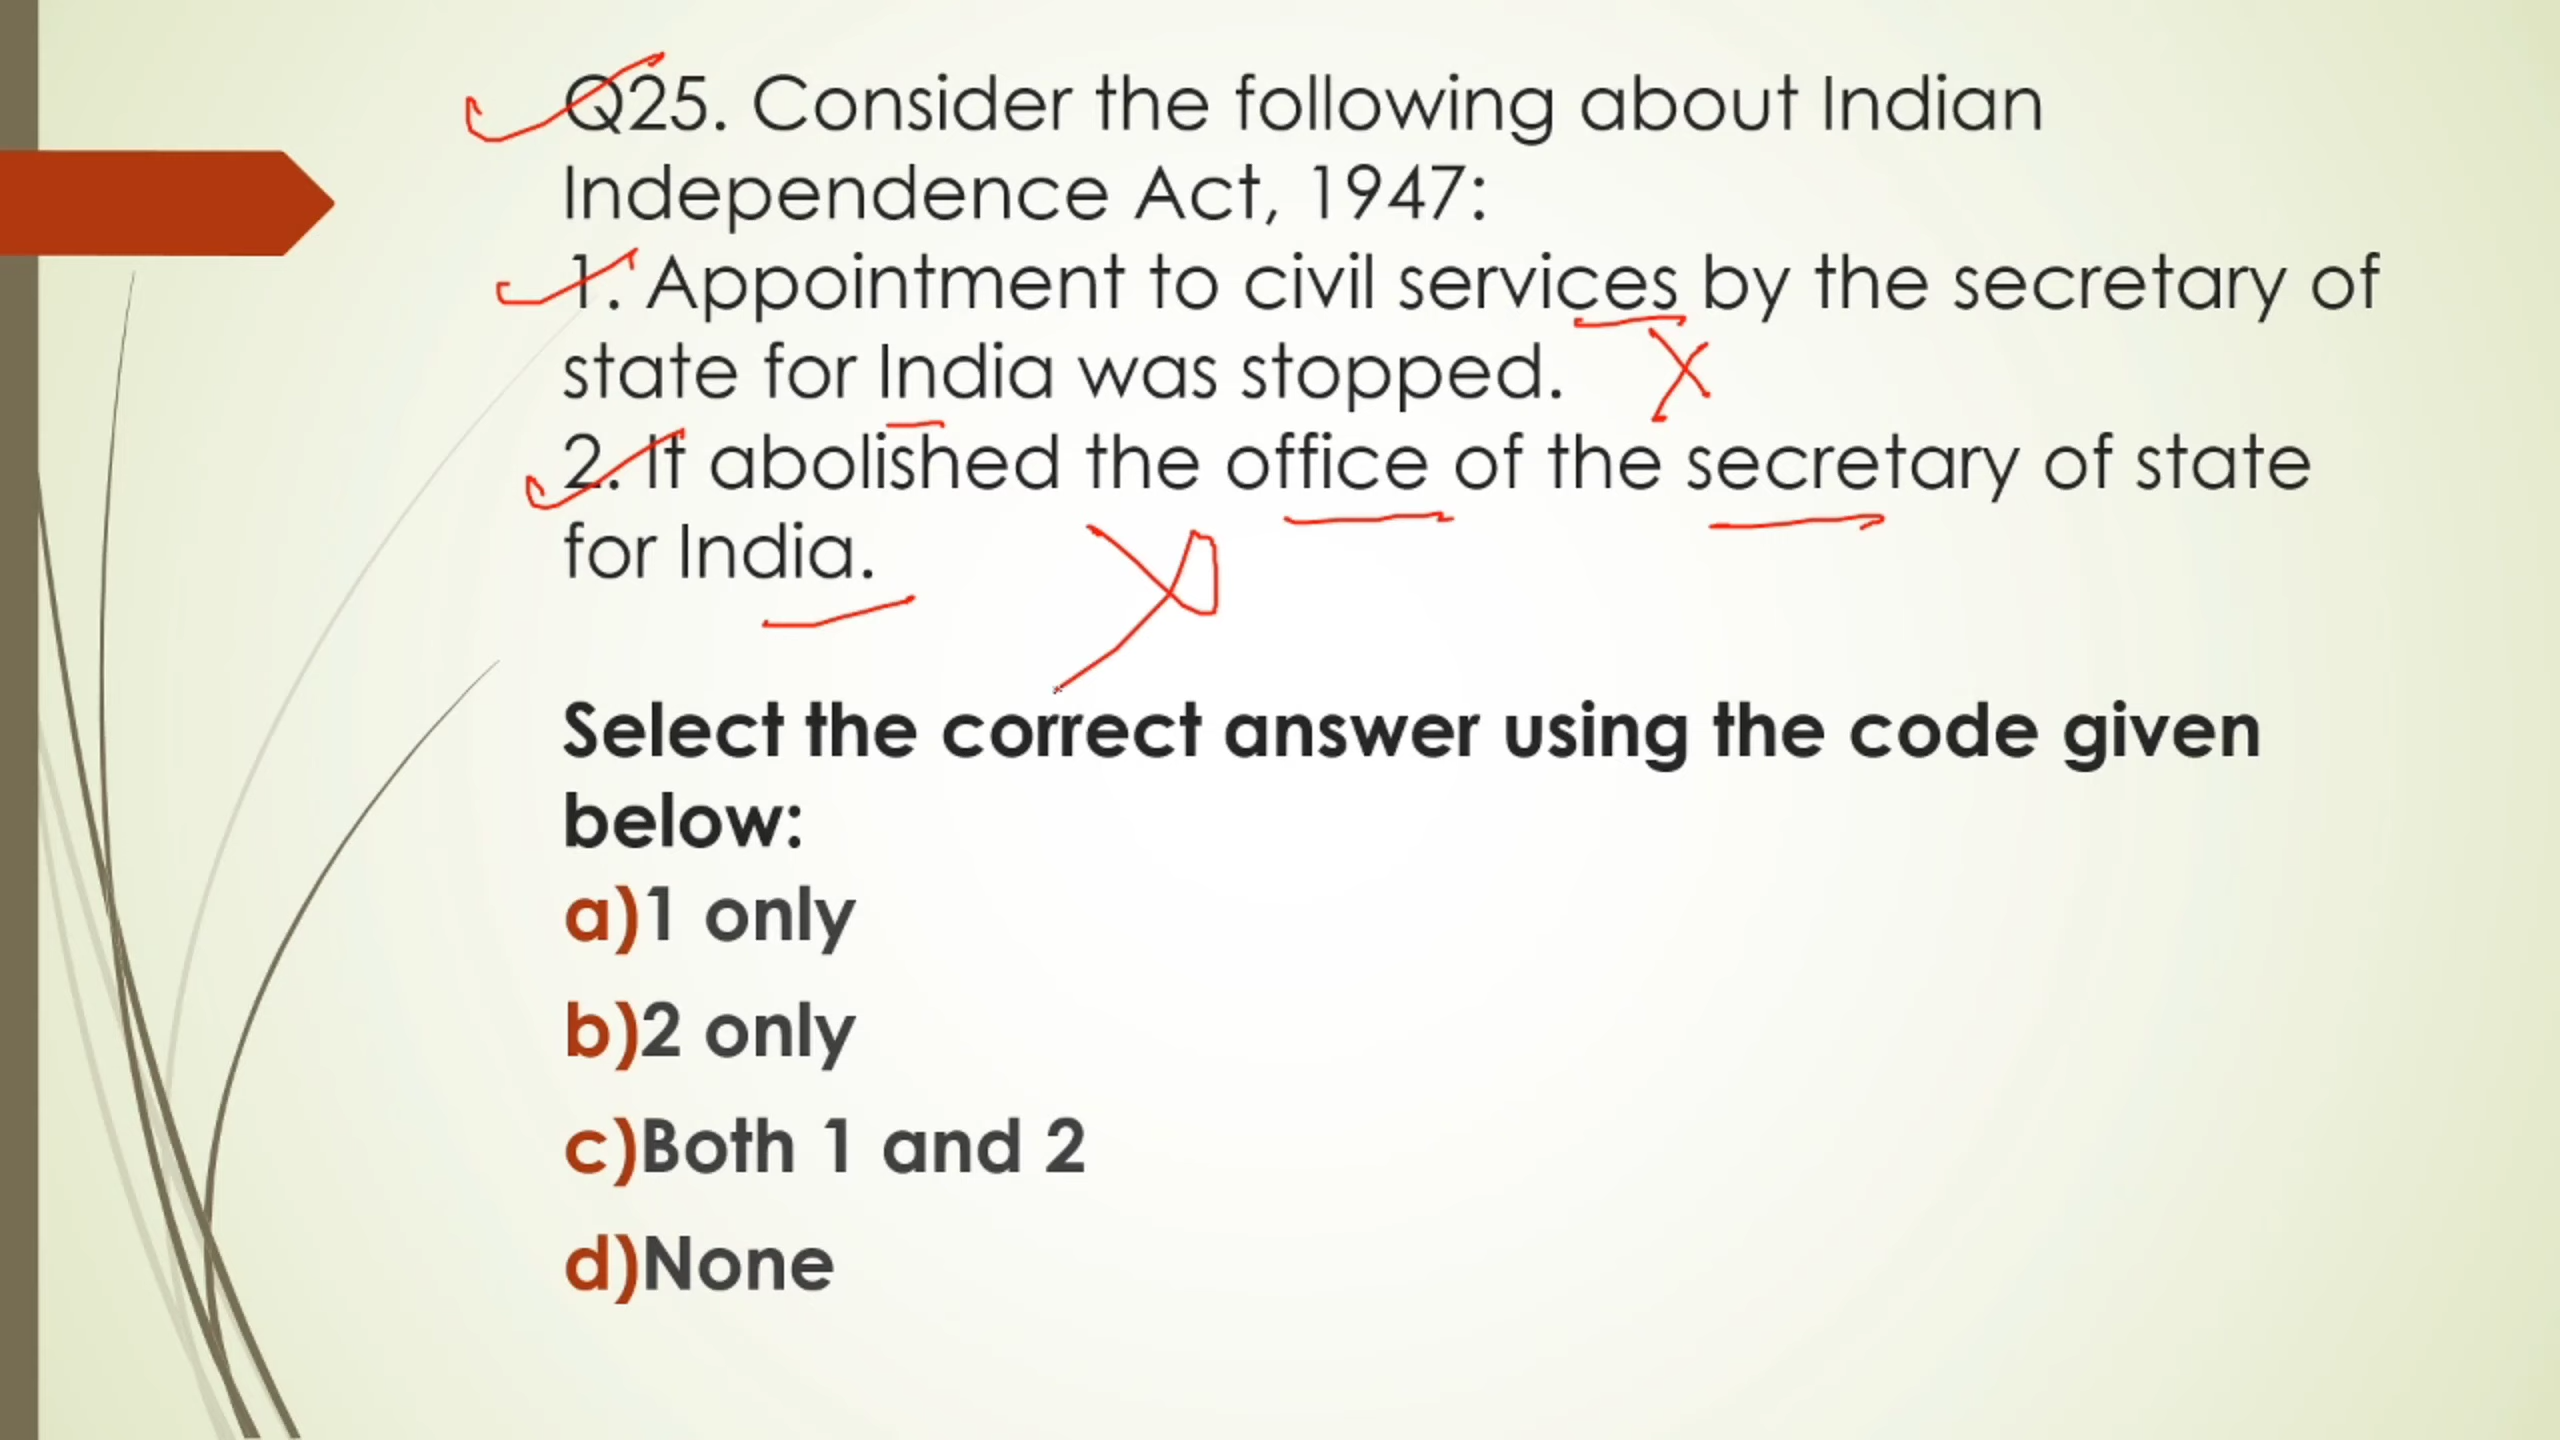 Q25. Consider the following about Indian
Independence Act, 1947:
1. Appointment to civil services by the secretary of
state for India was stopped.
2. It abolished the office of the secretary of state
for India.
Select the correct answer using the code given
below:
a)1 only
b)2 only
c)Both 1 and 2
d)None